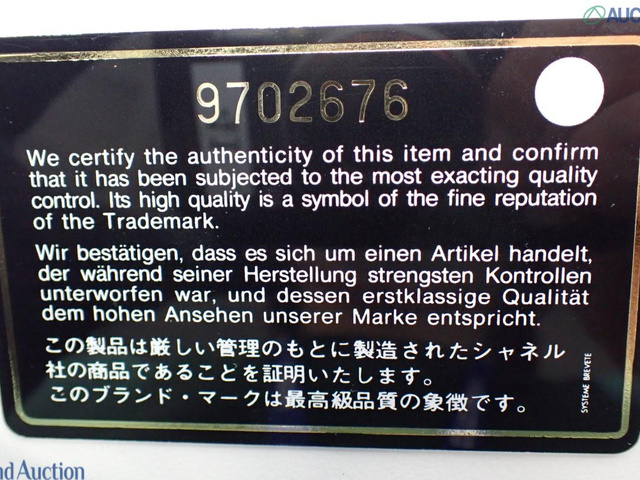 AUC
9702676
We certify the authenticity of this item and confirm
that it has been subjected to the most exacting quality
control. Its high quality is a symbol of the fine reputation
of the Trademark.
Wir bestätigen, dass es sich um einen Artikel handelt,
der während seiner Herstellung strengsten Kontrollen
unterworfen war, und dessen erstklassige Qualität
dem hohen Ansehen unserer Marke entspricht.
この製品は厳しい管理のもとに製造されたシャネル
社の商品であることを証明いたします。
このブランド・マークは最高級品質の象徴です。
SYSTEME BREVETE
nd Auction